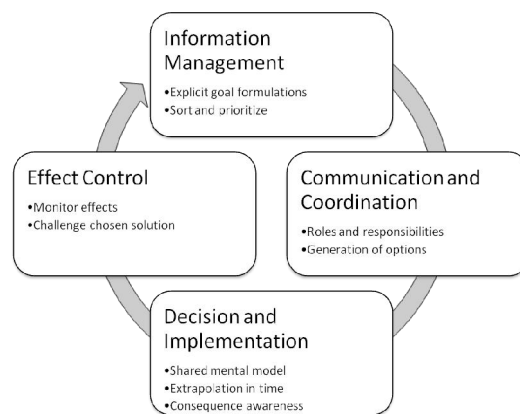 Information
Management
•Explicit goal formulations
•Sort and prioritize
Effect Control
•Monitor effects
•Challenge chosen solution
Communication and
Coordination
•Roles and responsibilities
•Generation of options
Decision and
Implementation
•Shared mental model
•Extrapolation in time
•Consequence awareness